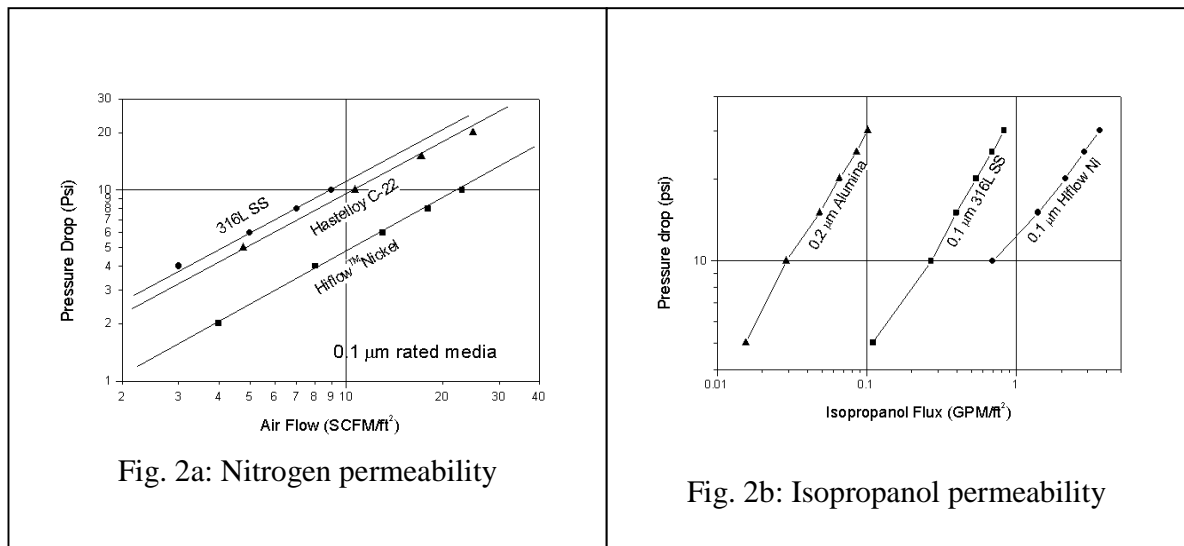 30
20
10
9
8
7
6
5
4
3
2
1
Pressure Drop (Psi)
316L SS
Hastelloy C-22
Hiflow™ Nickel
0.1 μm rated media
2 3 4 5 6 7 8 9 10 20 30 40
Air Flow (SCFM/ft²)
Fig. 2a: Nitrogen permeability
Pressure drop (psi)
10
0.2 μm Alumina
0.1 μm 316L SS
0.1 μm Hiflow Ni
0.01 0.1 1
Isopropanol Flux (GPM/ft²)
Fig. 2b: Isopropanol permeability